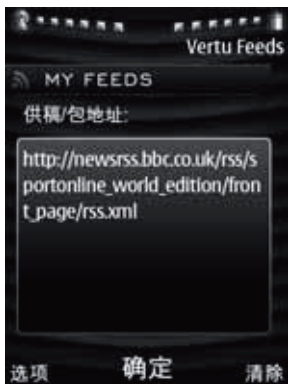 Vertu Feeds
MY FEEDS
供稿/包地址:
http://newsrss.bbc.co.uk/rss/s
portonline_world_edition/fron
t_page/rss.xml
选项 确定 清除